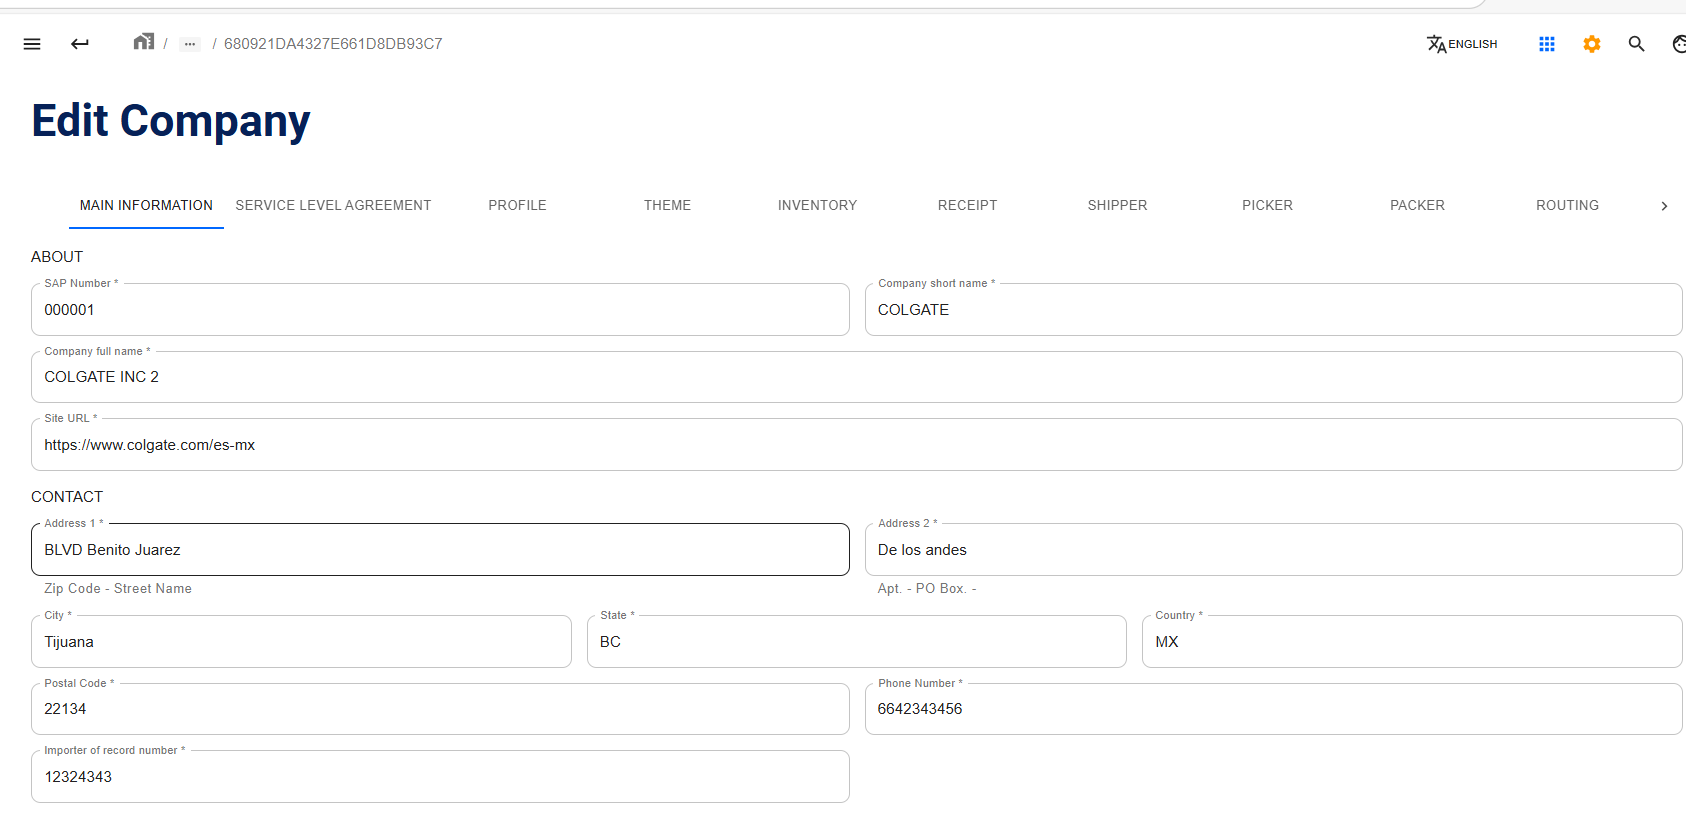 / ... / 680921DA4327E661D8DB93C7 ENGLISH
Edit Company
MAIN INFORMATION SERVICE LEVEL AGREEMENT PROFILE THEME INVENTORY RECEIPT SHIPPER PICKER PACKER ROUTING
ABOUT
SAP Number * Company short name *
000001 COLGATE
Company full name *
COLGATE INC 2
Site URL *
https://www.colgate.com/es-mx
CONTACT
Address 1 * Address 2 *
BLVD Benito Juarez De los andes
Zip Code - Street Name Apt. - PO Box. -
City * State * Country *
Tijuana BC MX
Postal Code * Phone Number *
22134 6642343456
Importer of record number *
12324343